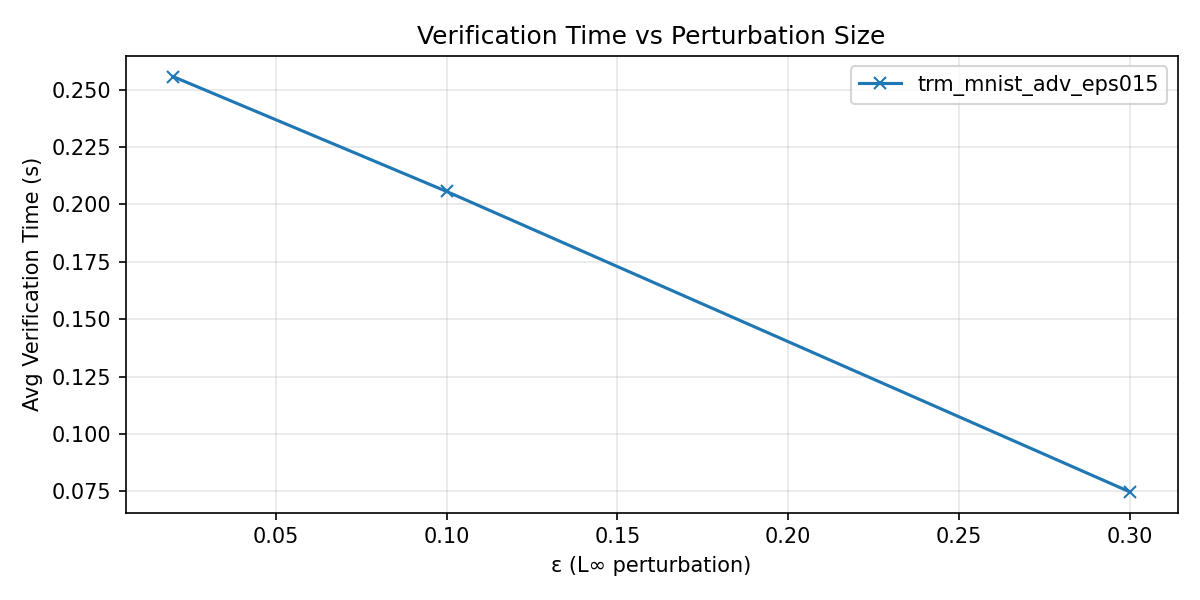 Verification Time vs Perturbation Size
trm_mnist_adv_eps015
Avg Verification Time (s)
0.250
0.225
0.200
0.175
0.150
0.125
0.100
0.075
0.05 0.10 0.15 0.20 0.25 0.30
ε (L∞ perturbation)